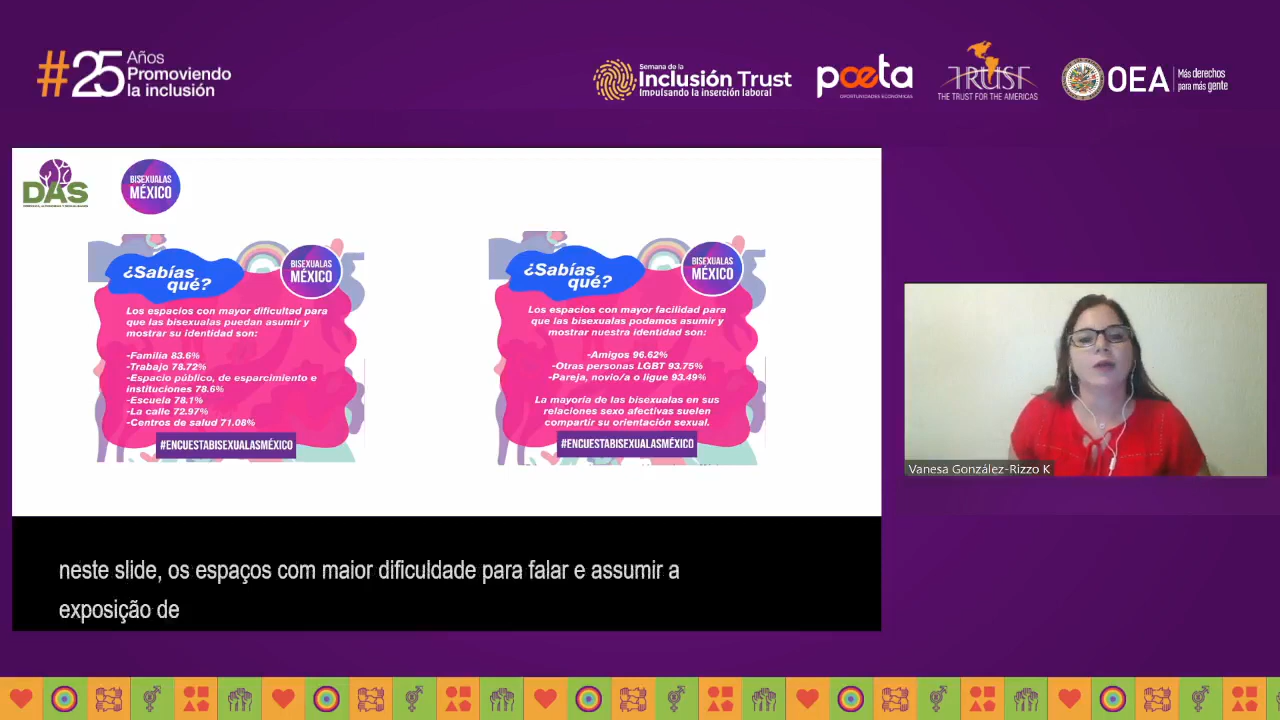 #25 Años
Promoviendo
la inclusión
Semana de la
Inclusión Trust
Impulsando la inserción laboral
poeta
OPORTUNIDADES ECONÓMICAS
TRUST
THE TRUST FOR THE AMERICAS
OEA
Más derechos
para más gente
DAS
BISEXUALAS
MÉXICO
¿Sabías
qué?
BISEXUALAS
MÉXICO
Los espacios con mayor dificultad para
que las bisexuales puedan asumir y
mostrar su identidad son:
-Familia 83.6%
-Trabajo 78.72%
-Espacio público, de esparcimiento e
instituciones 78.6%
-Escuela 78.1%
-La calle 72.97%
-Centros de salud 71.08%
#ENCUESTABISEXUALASMÉXICO
¿Sabías
qué?
BISEXUALAS
MÉXICO
Los espacios con mayor facilidad para
que las bisexuales podamos asumir y
mostrar nuestra identidad son:
-Amigos 96.62%
-Otras personas LGBT 93.75%
-Pareja, novio/a o ligue 93.49%
La mayoría de las bisexualas en sus
relaciones sexo afectivas suelen
compartir su orientación sexual.
#ENCUESTABISEXUALASMÉXICO
Vanesa González-Rizzo K
neste slide, os espaços com maior dificuldade para falar e assumir a
exposição de